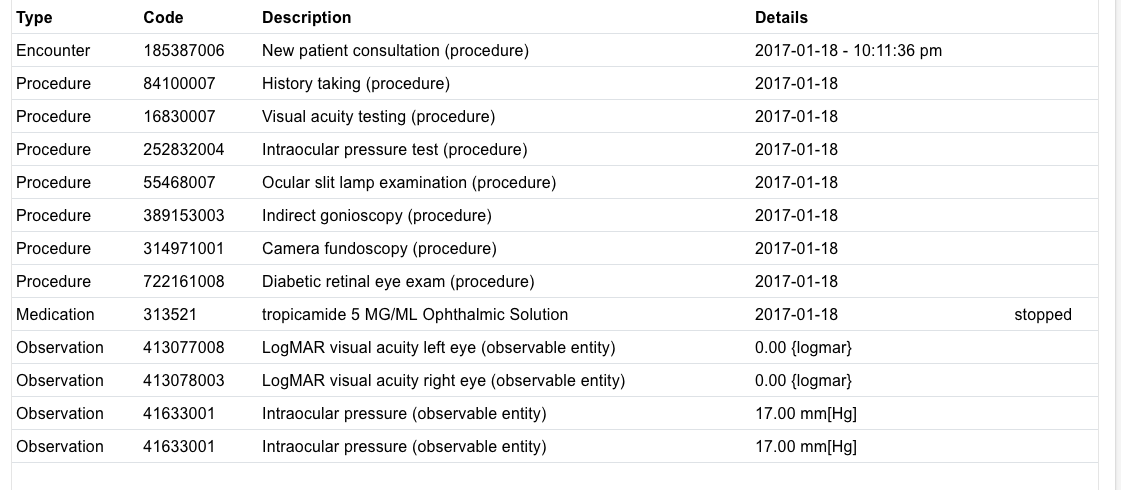 Type Code Description Details
Encounter 185387006 New patient consultation (procedure) 2017-01-18 - 10:11:36 pm
Procedure 84100007 History taking (procedure) 2017-01-18
Procedure 16830007 Visual acuity testing (procedure) 2017-01-18
Procedure 252832004 Intraocular pressure test (procedure) 2017-01-18
Procedure 55468007 Ocular slit lamp examination (procedure) 2017-01-18
Procedure 389153003 Indirect gonioscopy (procedure) 2017-01-18
Procedure 314971001 Camera fundoscopy (procedure) 2017-01-18
Procedure 722161008 Diabetic retinal eye exam (procedure) 2017-01-18
Medication 313521 tropicamide 5 MG/ML Ophthalmic Solution 2017-01-18 stopped
Observation 413077008 LogMAR visual acuity left eye (observable entity) 0.00 {logmar}
Observation 413078003 LogMAR visual acuity right eye (observable entity) 0.00 {logmar}
Observation 41633001 Intraocular pressure (observable entity) 17.00 mm[Hg]
Observation 41633001 Intraocular pressure (observable entity) 17.00 mm[Hg]